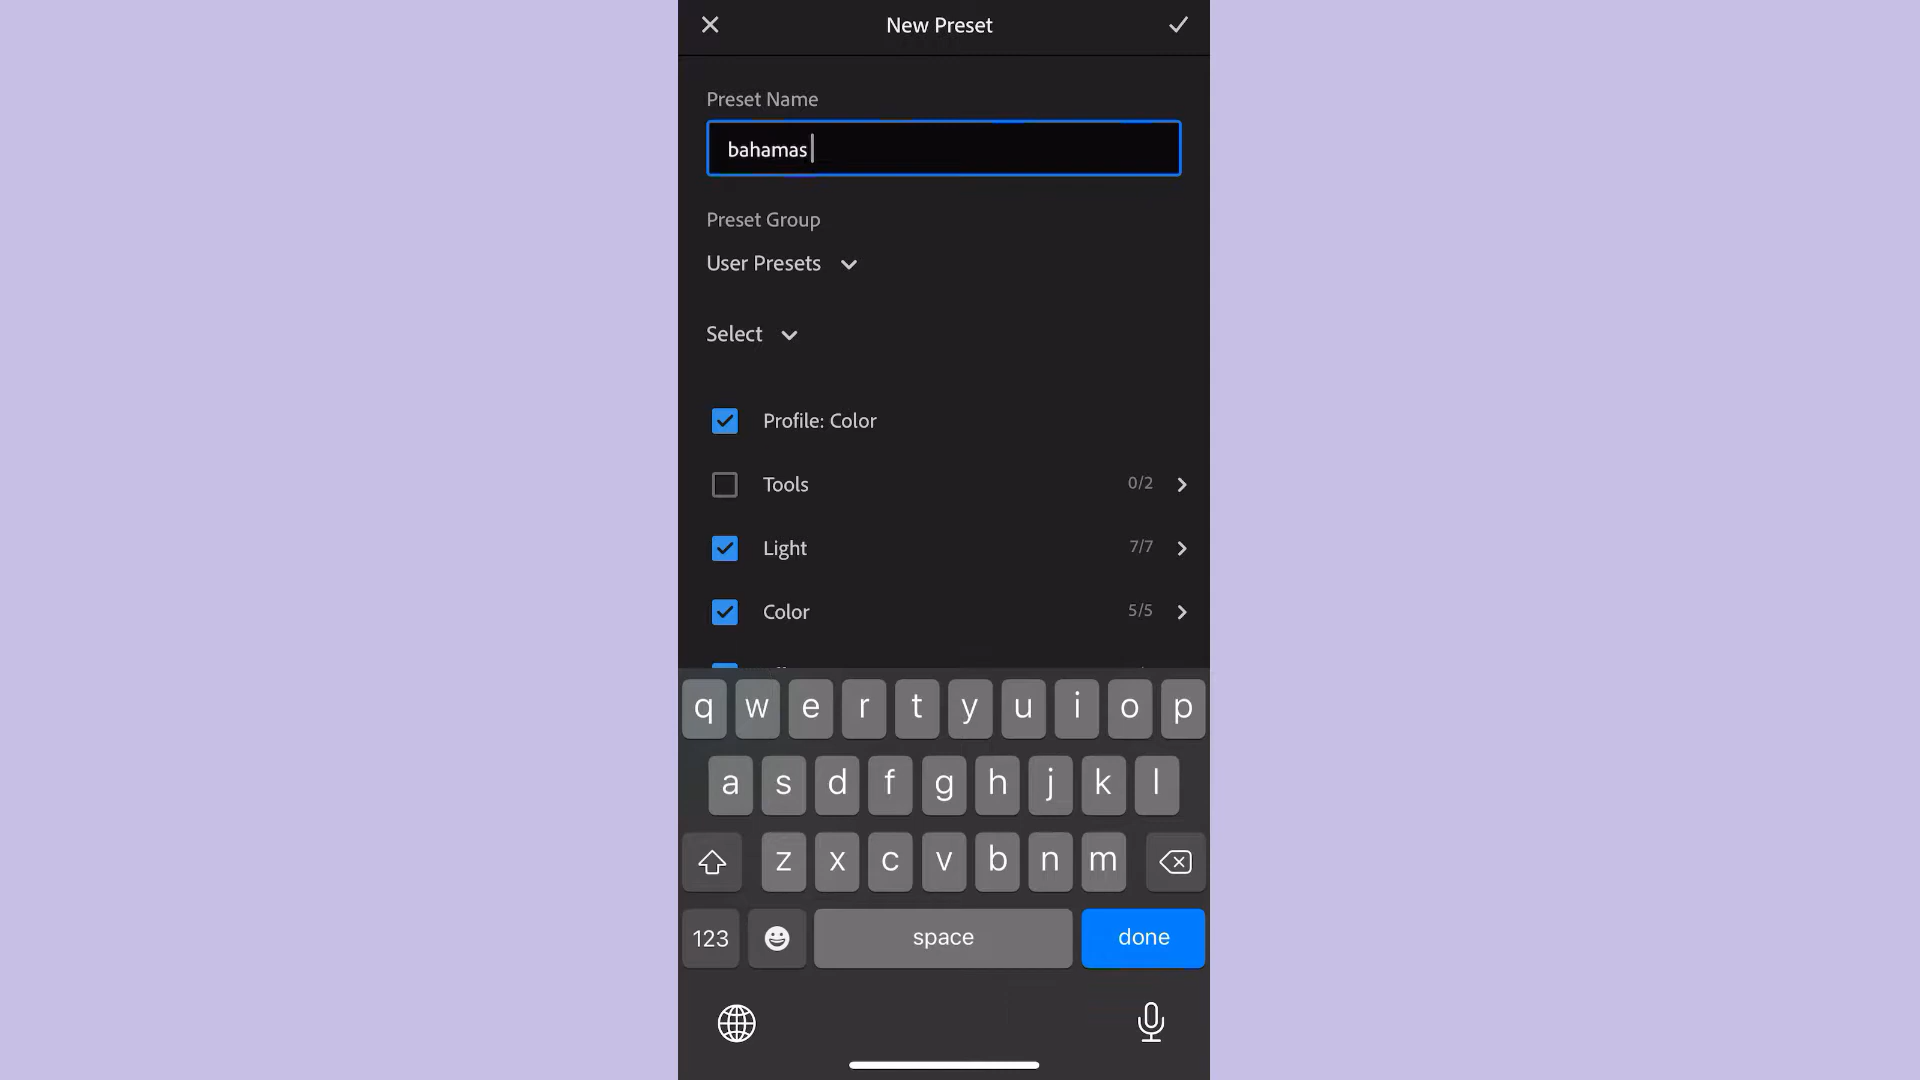 New Preset
Preset Name
bahamas
Preset Group
User Presets
Select
Profile: Color
Tools 0/2
Light 7/7
Color 5/5
q w e r t y u i o p
a s d f g h j k l
z x c v b n m
123 space done